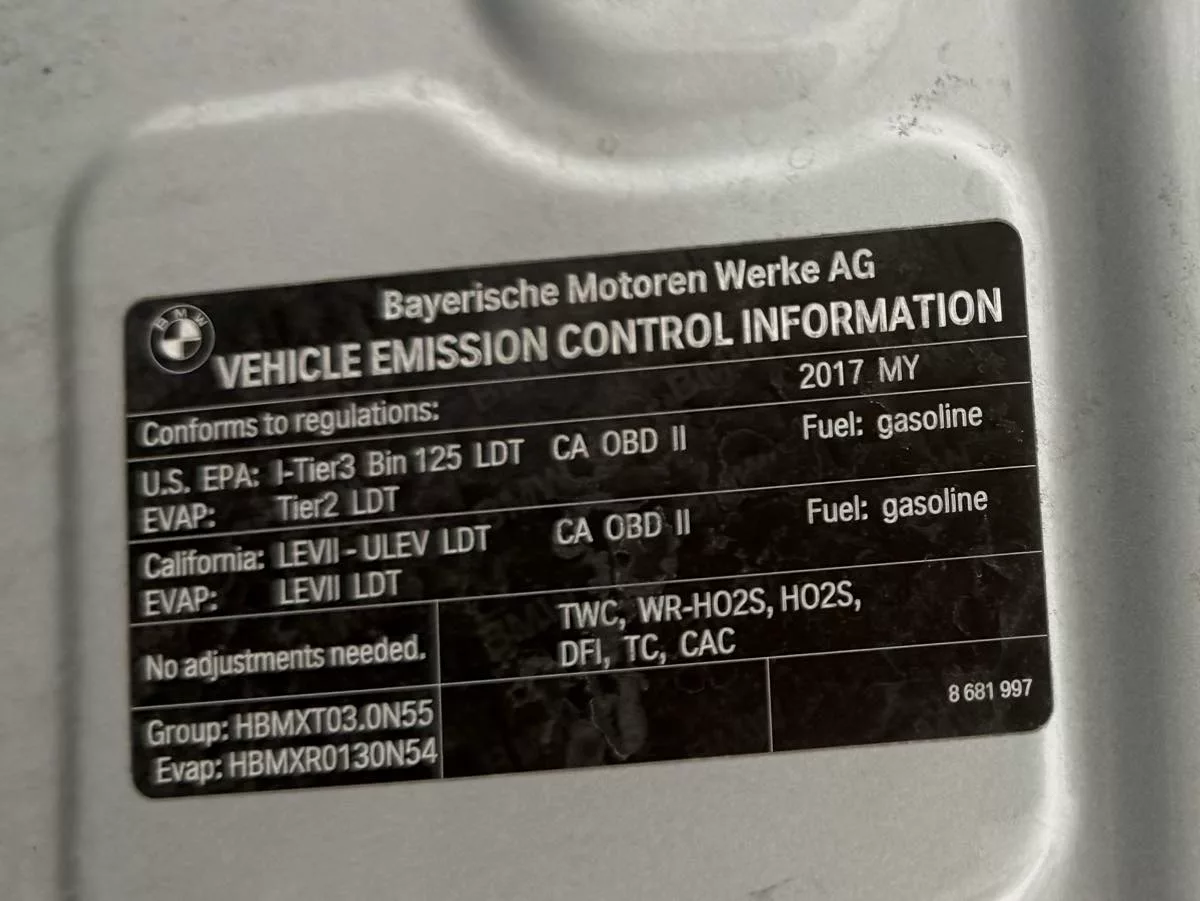 BMW
Bayerische Motoren Werke AG
VEHICLE EMISSION CONTROL INFORMATION
Conforms to regulations: 2017 MY
U.S. EPA: I-Tier3 Bin 125 LDT CA OBD II Fuel: gasoline
EVAP: Tier2 LDT
California: LEVII - ULEV LDT CA OBD II Fuel: gasoline
EVAP: LEVII LDT
No adjustments needed.
TWC, WR-HO2S, HO2S,
DFI, TC, CAC
Group: HBMXT03.0N55
Evap: HBMXR0130N54
8 681 997